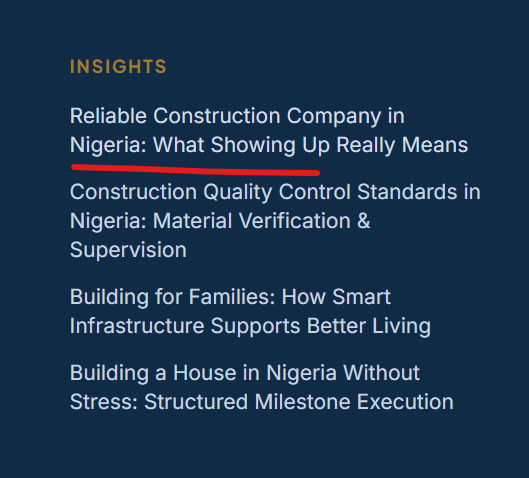 INSIGHTS
Reliable Construction Company in
Nigeria: What Showing Up Really Means
Construction Quality Control Standards in
Nigeria: Material Verification &
Supervision
Building for Families: How Smart
Infrastructure Supports Better Living
Building a House in Nigeria Without
Stress: Structured Milestone Execution